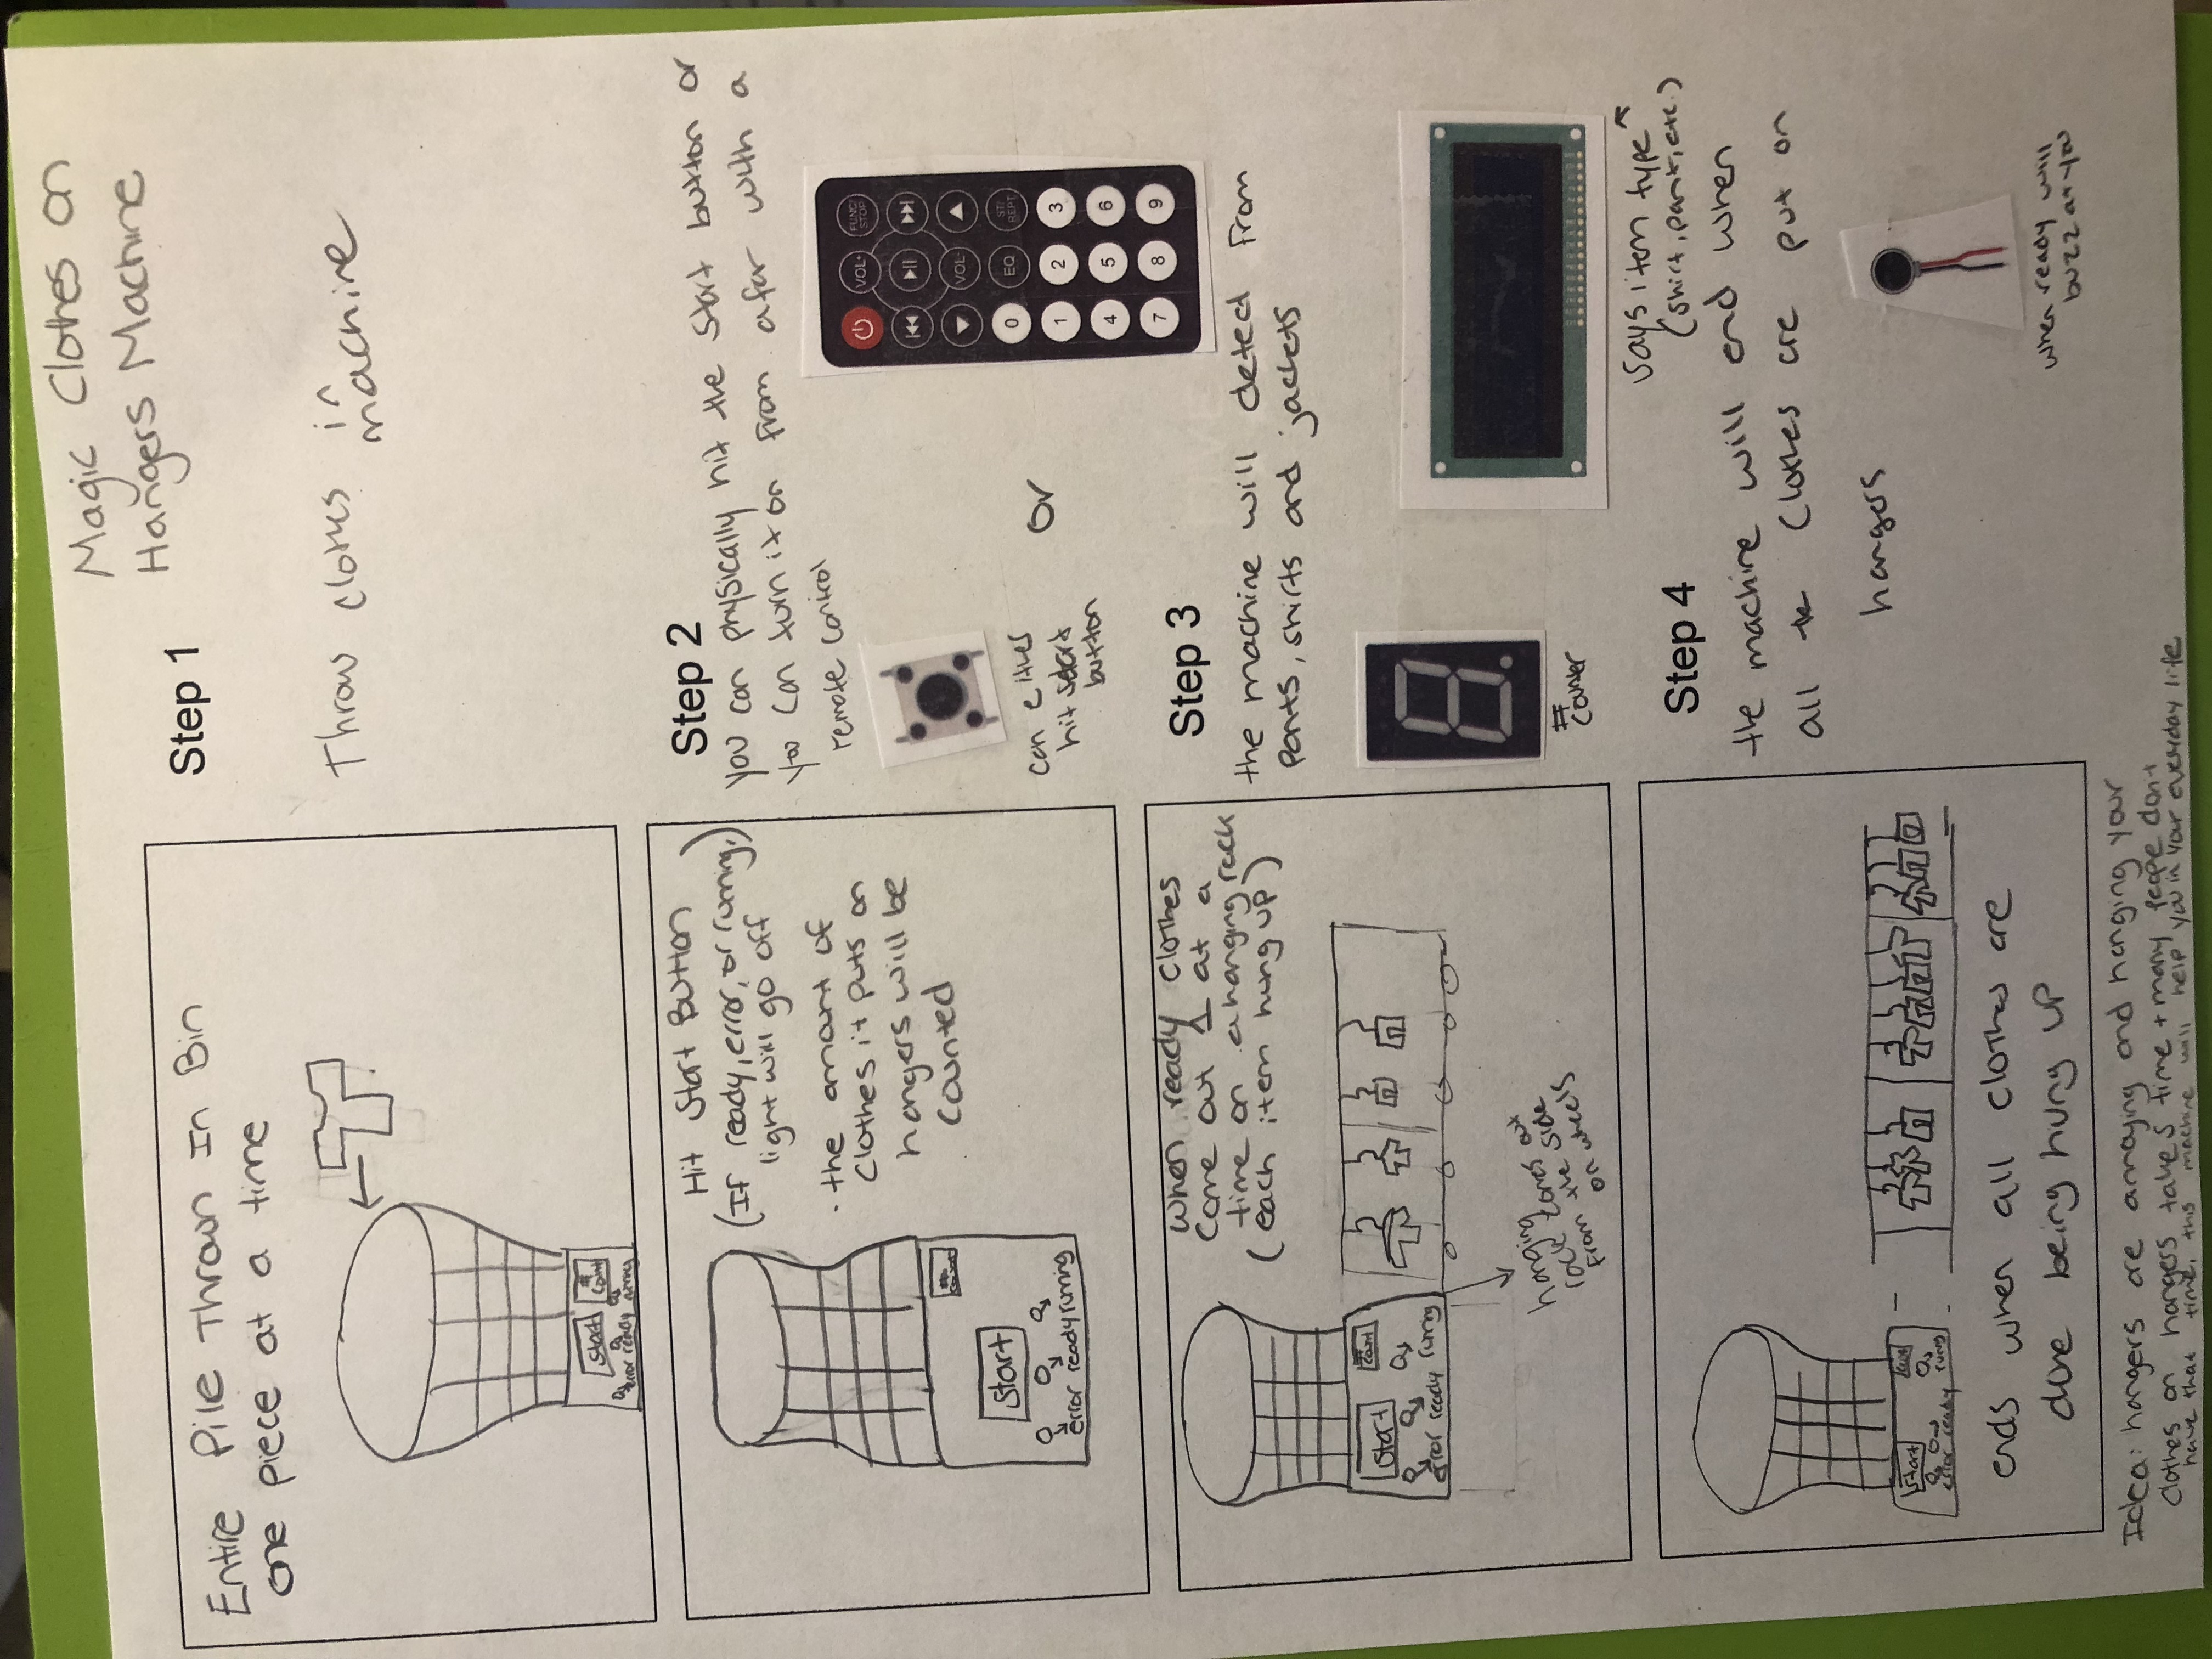 Magic Clothes on
Hangers Machine
Step 1
Entire Pile Thrown In Bin
one piece at a time
Throw clothes in
machine
Start
#
Count
error ready running
Step 2
Hit Start Button
(If ready, error, or running,)
light will go off
· the amount of
clothes it puts on
hangers will be
counted
Start
error ready running
You can physically hit the start button or
you can turn it on from afar with a
remote control
can either
hit start
button
or
VOL+
FUNC/
STOP
VOL-
0
EQ
ST/
REPT
1 2 3
4 5 6
7 8 9
Step 3
When ready clothes
come out 1 at a
time on a hanging rack
(each item hung up)
Start
Count
error ready running
hanging
rack comes out
from the side
on wheels
the machine will detect from
pants, shirts and jackets
#
Counter
says item type
(shirt, pant, etc.)
Step 4
Start
error ready
ends when all clothes are
done being hung up
the machine will end when
all the clothes are put on
hangers
when ready will
buzz at you
Idea: hangers are annoying and hanging your
clothes on hangers takes time + many people don't
have that time, this machine will help you in your everyday life